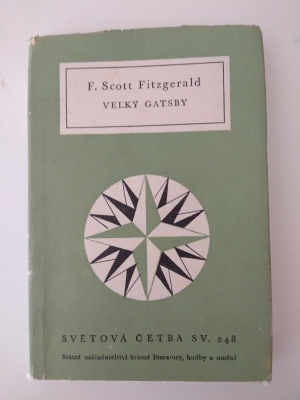 F. Scott Fitzgerald
VELKÝ GATSBY
SVĚTOVÁ ČETBA SV. 248
Státní nakladatelství krásné literatury, hudby a umění